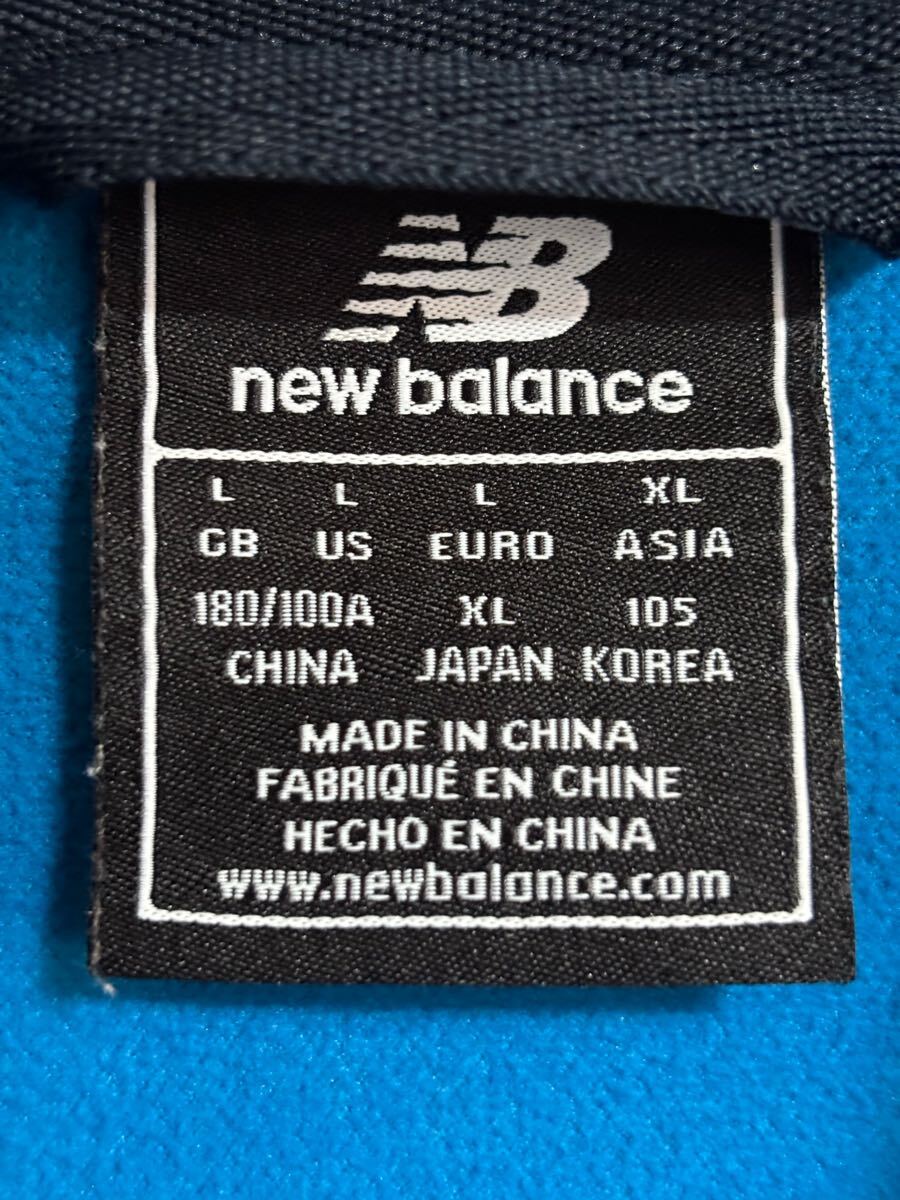 NB
new balance
L L L XL
GB US EURO ASIA
180/100A XL 105
CHINA JAPAN KOREA
MADE IN CHINA
FABRIQUÉ EN CHINE
HECHO EN CHINA
www.newbalance.com